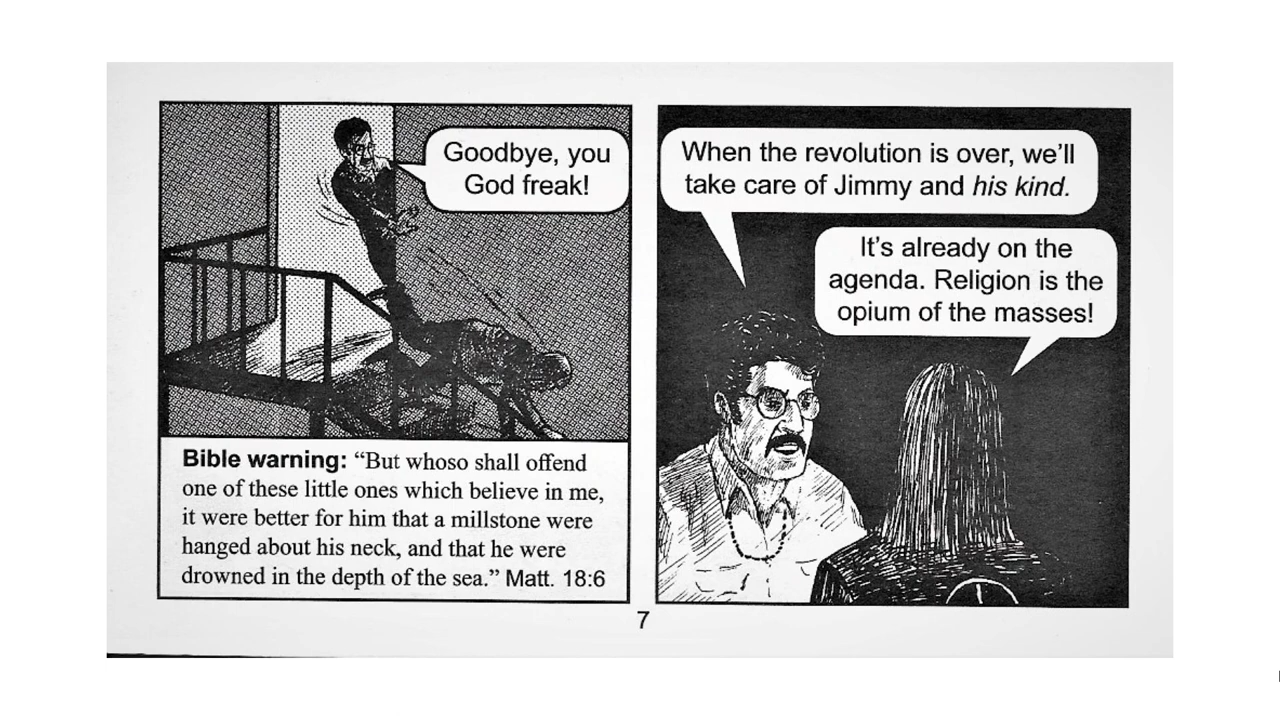 Goodbye, you
God freak!
Bible warning: “But whoso shall offend
one of these little ones which believe in me,
it were better for him that a millstone were
hanged about his neck, and that he were
drowned in the depth of the sea.” Matt. 18:6
When the revolution is over, we’ll
take care of Jimmy and his kind.
It’s already on the
agenda. Religion is the
opium of the masses!
7